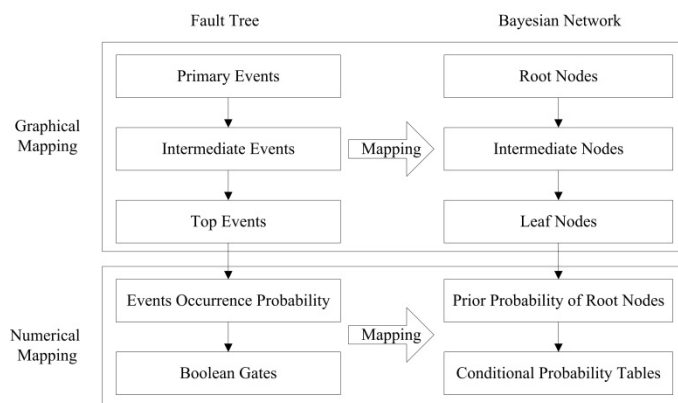 Fault Tree
Bayesian Network
Graphical
Mapping
Primary Events
Root Nodes
Intermediate Events
Mapping
Intermediate Nodes
Top Events
Leaf Nodes
Numerical
Mapping
Events Occurrence Probability
Mapping
Prior Probability of Root Nodes
Boolean Gates
Conditional Probability Tables